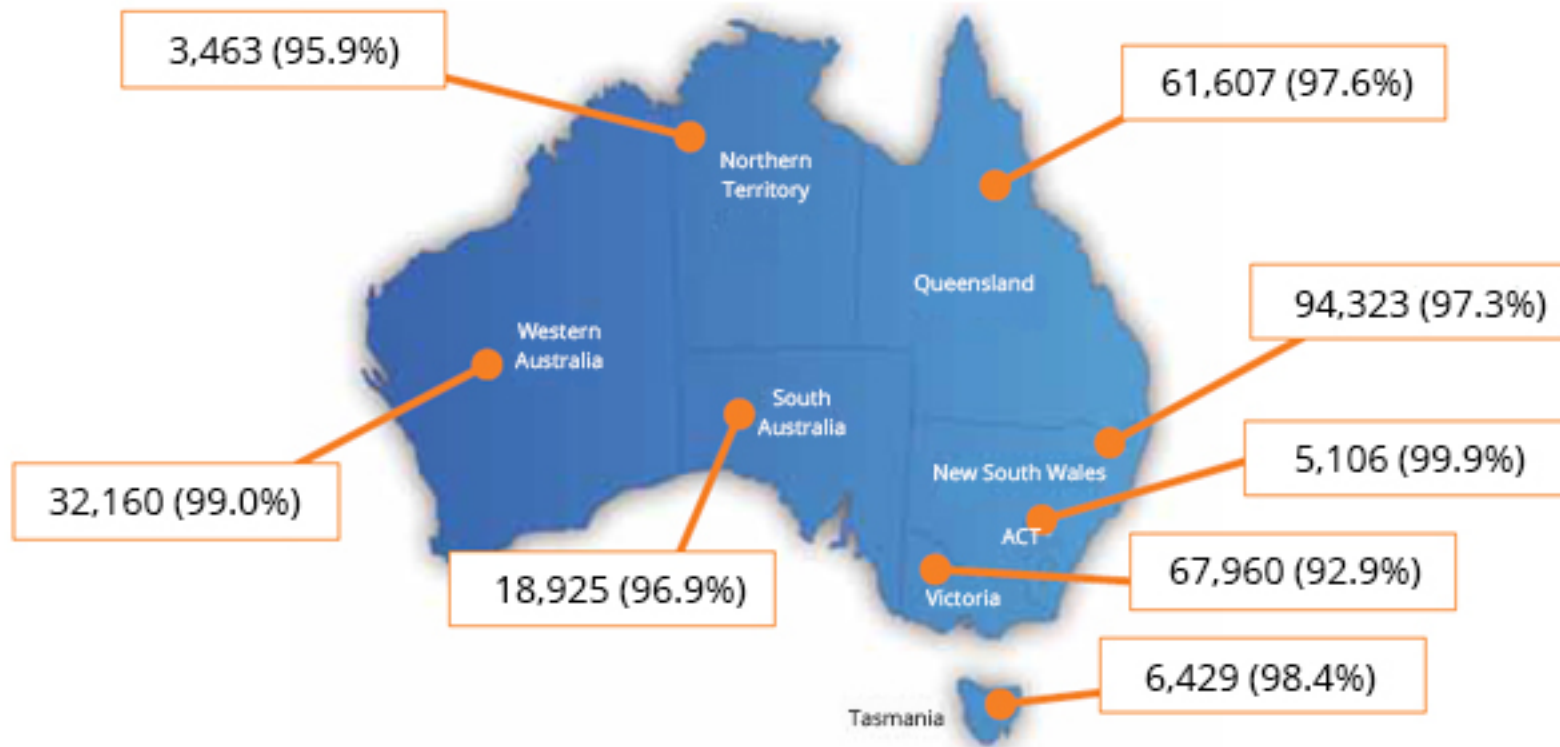 3,463 (95.9%)
61,607 (97.6%)
Northern
Territory
Queensland
94,323 (97.3%)
Western
Australia
South
Australia
New South Wales
5,106 (99.9%)
32,160 (99.0%)
ACT
67,960 (92.9%)
18,925 (96.9%)
Victoria
6,429 (98.4%)
Tasmania